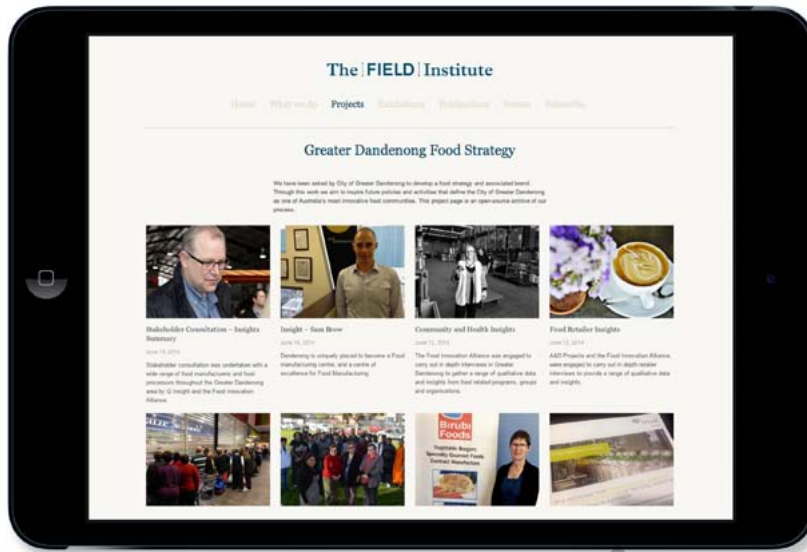 The FIELD Institute
Home What we do Projects Exhibitions Publications Events Subscribe
Greater Dandenong Food Strategy
We have been asked by City of Greater Dandenong to develop a food strategy and associated brand.
Through this work we aim to inspire future policies and activities that define the City of Greater Dandenong
as one of Australia's most innovative food communities. This project page is an open-source archive of our
process.
Stakeholder Consultation – Insights
Summary
June 19, 2014
Stakeholder consultation was undertaken with a
wide range of food manufacturers and food
processors throughout the Greater Dandenong
area by Q Insight and the Food innovation
Alliance.
Insight – Sam Brow
June 16, 2014
Dandenong is uniquely placed to become a Food
manufacturing centre, and a centre of
excellence for Food Manufacturing
Community and Health Insights
June 12, 2014
The Food Innovation Alliance was engaged to
carry out in depth interviews in Greater
Dandenong to gather a range of qualitative data
and insights from food related programs, groups
and organisations.
Food Retailer Insights
June 12, 2014
A&D Projects and the Food Innovation Alliance
were engaged to carry out in depth retailer
interviews to provide a range of qualitative data
and insights.
Birubi
Foods
Vegetable Burgers
Speciality Gourmet Foods
Contract Manufacture